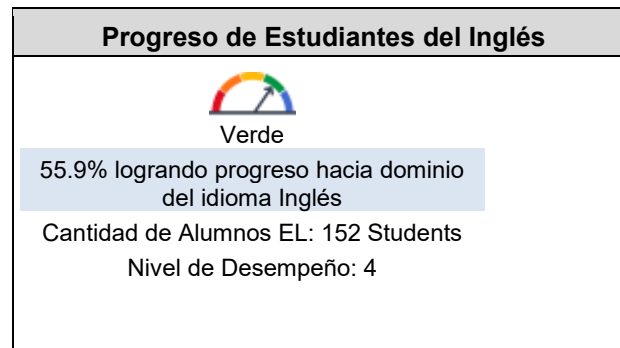 Progreso de Estudiantes del Inglés
Verde
55.9% logrando progreso hacia dominio
del idioma Inglés
Cantidad de Alumnos EL: 152 Students
Nivel de Desempeño: 4